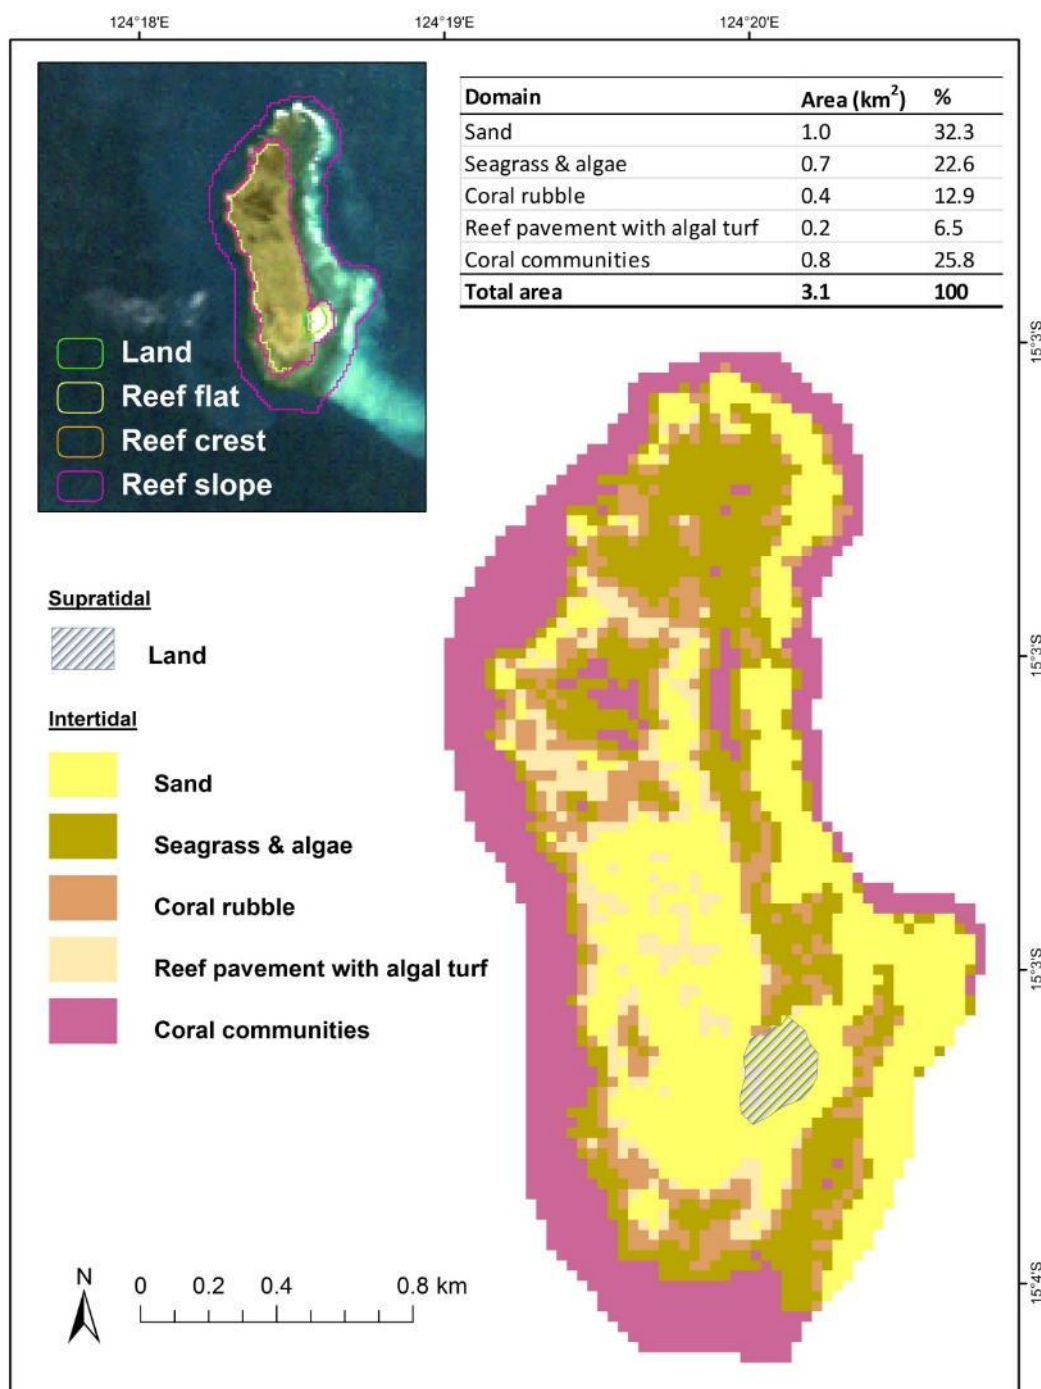 124°18'E 124°19'E 124°20'E
Domain Area (km²) %
Sand 1.0 32.3
Seagrass & algae 0.7 22.6
Coral rubble 0.4 12.9
Reef pavement with algal turf 0.2 6.5
Coral communities 0.8 25.8
Total area 3.1 100
Land
Reef flat
Reef crest
Reef slope
15°3'S
15°3'S
15°3'S
15°4'S
Supratidal
Land
Intertidal
Sand
Seagrass & algae
Coral rubble
Reef pavement with algal turf
Coral communities
N
0 0.2 0.4 0.8 km